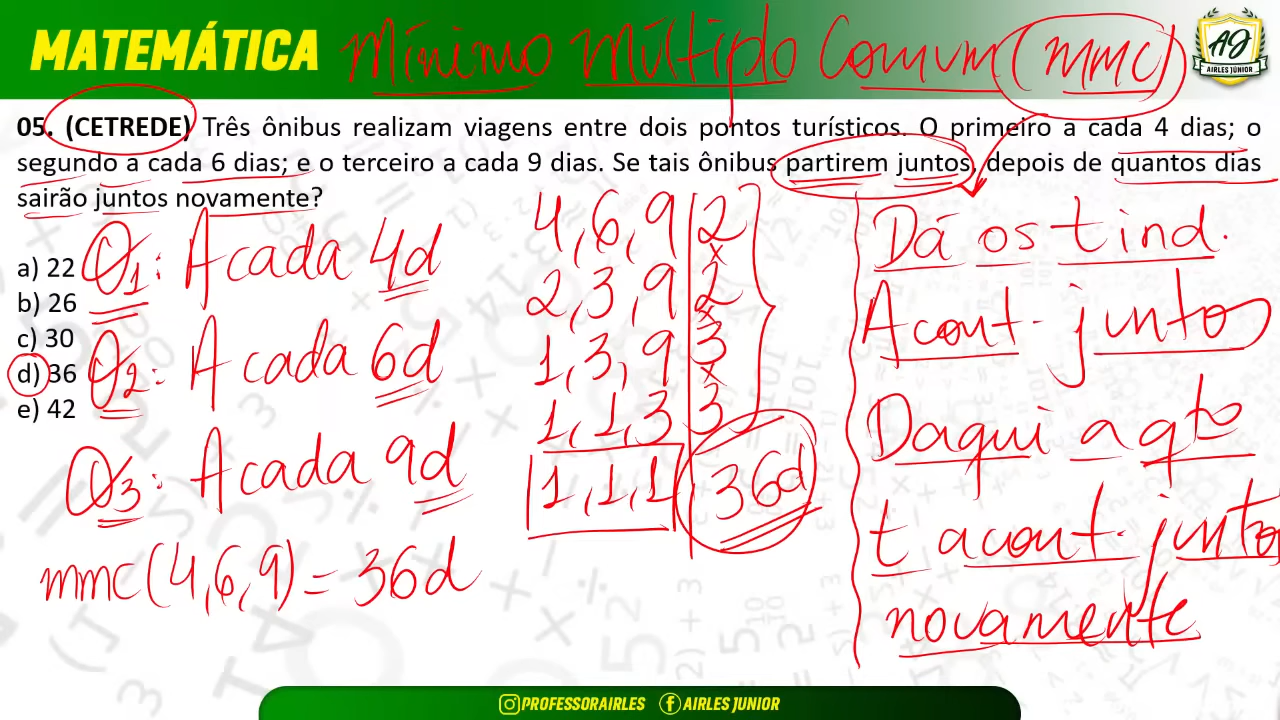 MATEMÁTICA Mínimo Múltiplo Comum (mmc)
AJ
AIRLES JÚNIOR
05. (CETREDE) Três ônibus realizam viagens entre dois pontos turísticos. O primeiro a cada 4 dias; o
segundo a cada 6 dias; e o terceiro a cada 9 dias. Se tais ônibus partirem juntos, depois de quantos dias
sairão juntos novamente?
a) 22
b) 26
c) 30
d) 36
e) 42
Ô1: A cada 4d
Ô2: A cada 6d
Ô3: A cada 9d
mmc(4,6,9) = 36d
4, 6, 9 | 2
x
2, 3, 9 | 2
x
1, 3, 9 | 3
x
1, 1, 3 | 3
1, 1, 1 | 36d
Dá os t ind.
Acont. juntos
Daqui a qto
t acont. juntos
novamente
PROFESSORAIRLES AIRLES JUNIOR